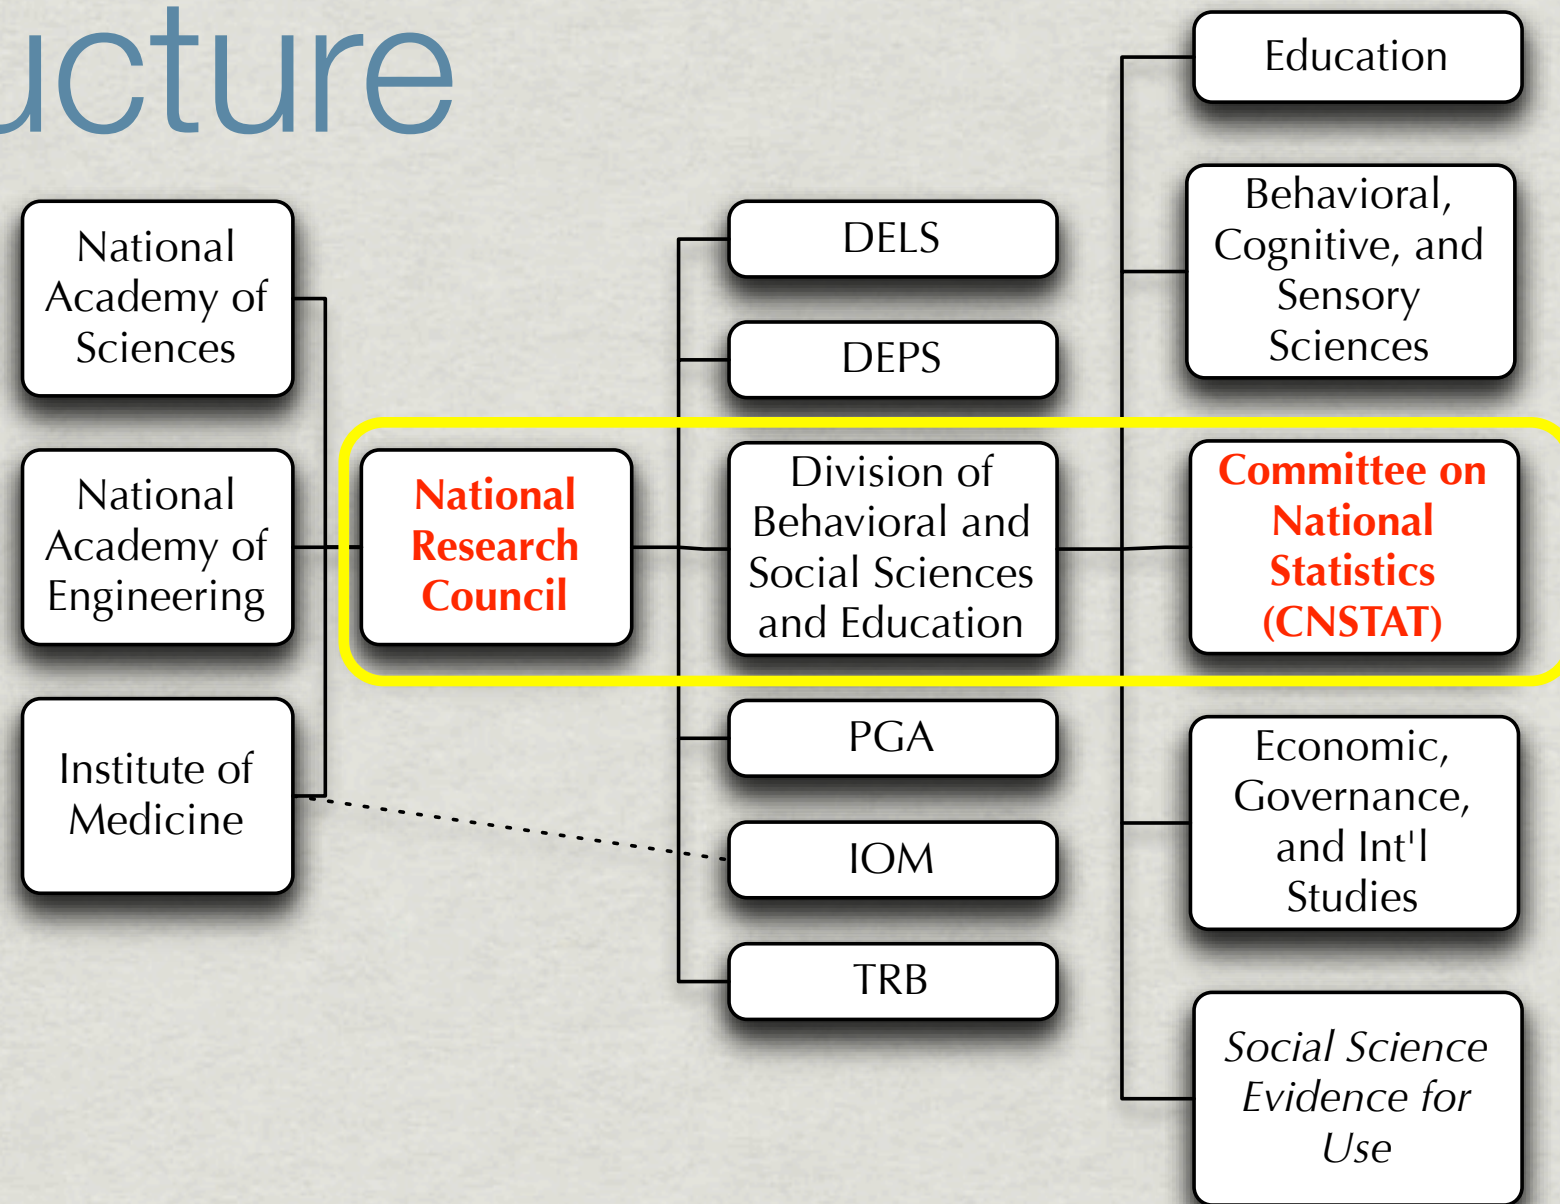 ucture
National
Academy of
Sciences
National
Academy of
Engineering
Institute of
Medicine
National
Research
Council
DELS
DEPS
Division of
Behavioral and
Social Sciences
and Education
PGA
IOM
TRB
Education
Behavioral,
Cognitive, and
Sensory
Sciences
Committee on
National
Statistics
(CNSTAT)
Economic,
Governance,
and Int'l
Studies
Social Science
Evidence for
Use